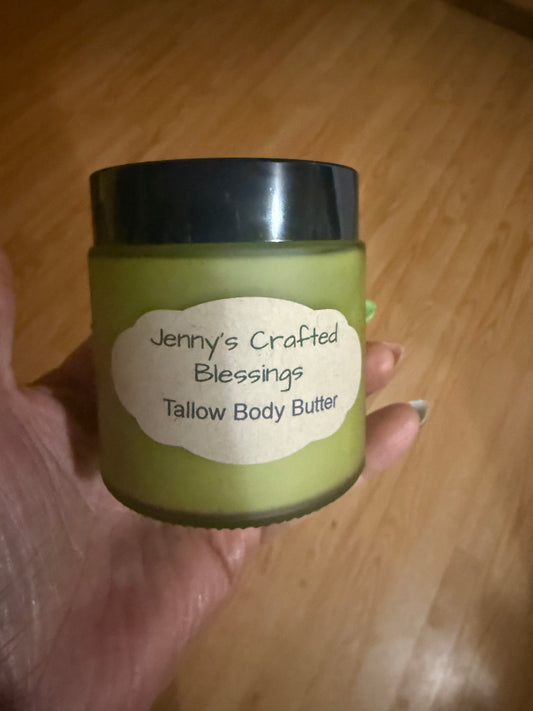 Jenny's Crafted
Blessings
Tallow Body Butter